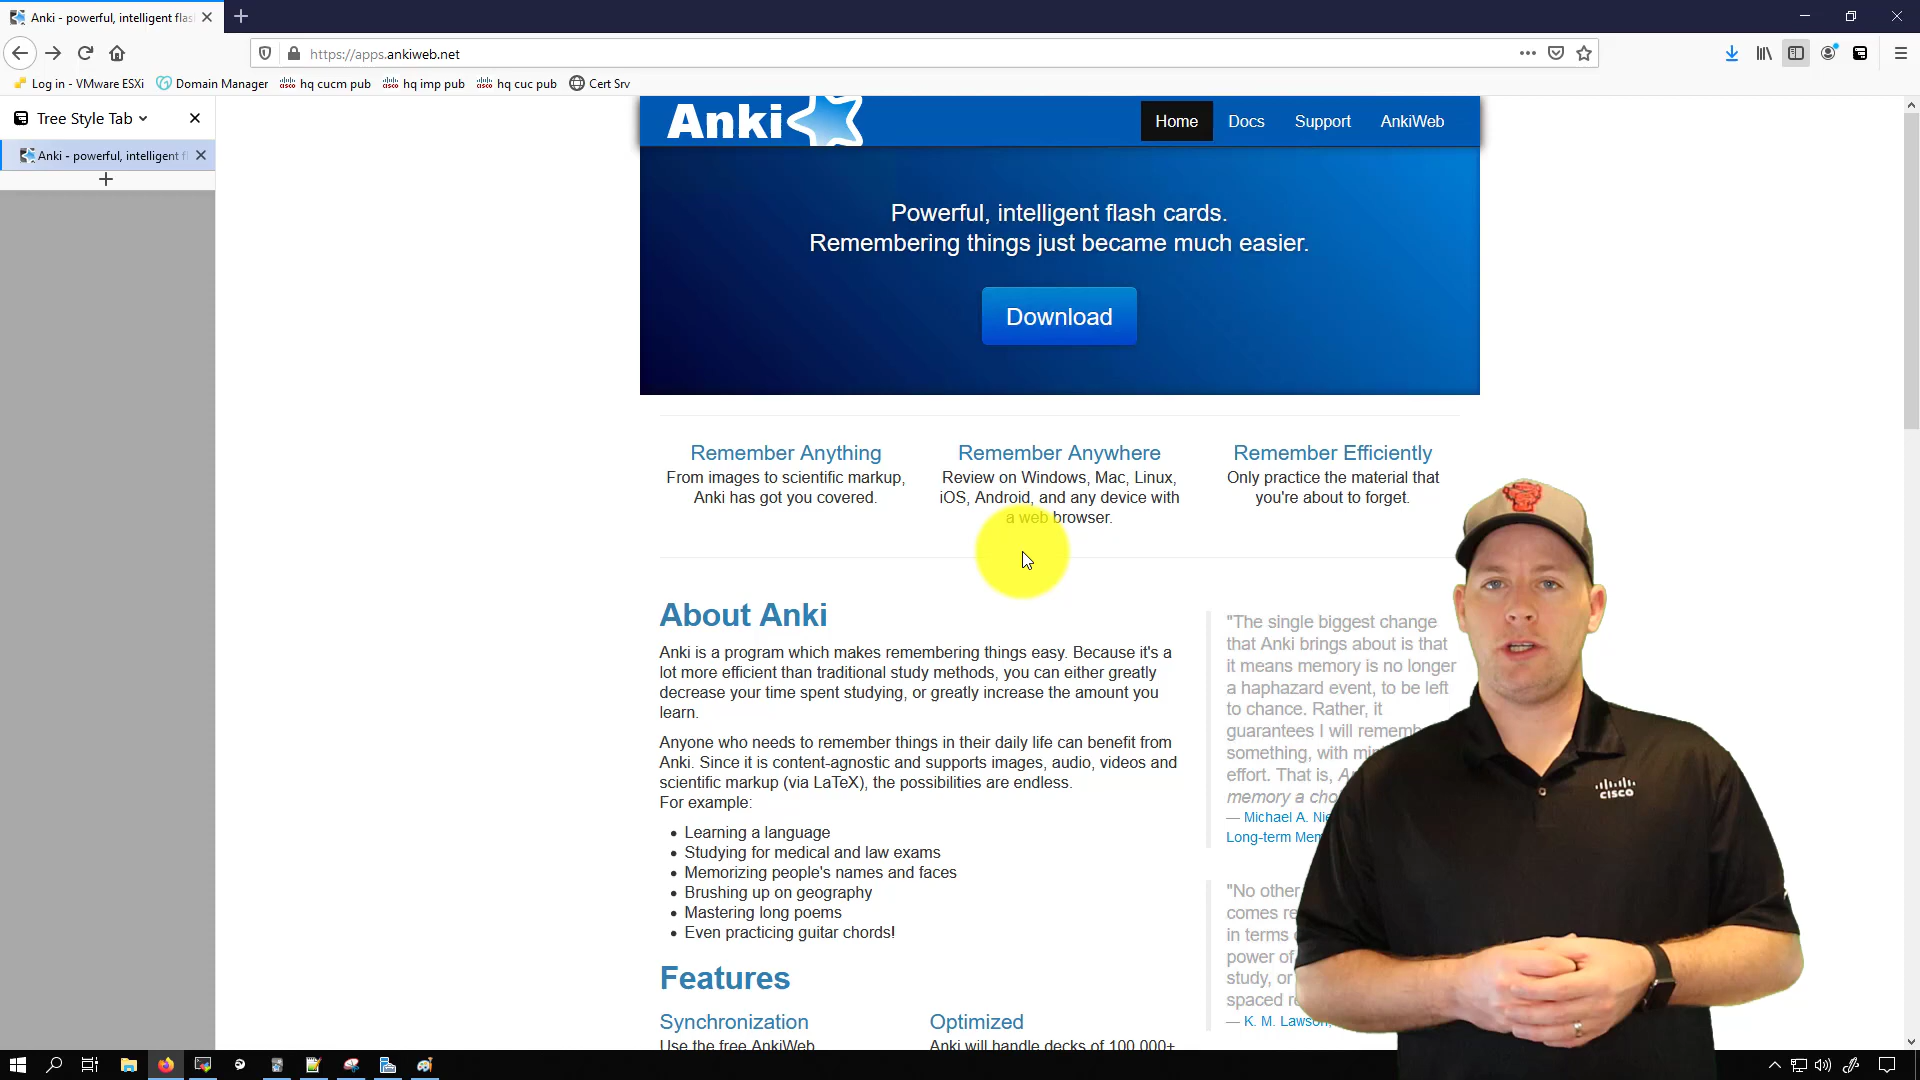 Anki - powerful, intelligent flas
https://apps.ankiweb.net
Log in - VMware ESXi
Domain Manager
hq cucm pub
hq imp pub
hq cuc pub
Cert Srv
Tree Style Tab
Anki - powerful, intelligent f
Anki
Home
Docs
Support
AnkiWeb
Powerful, intelligent flash cards.
Remembering things just became much easier.
Download
Remember Anything
From images to scientific markup,
Anki has got you covered.
Remember Anywhere
Review on Windows, Mac, Linux,
iOS, Android, and any device with
a web browser.
Remember Efficiently
Only practice the material that
you're about to forget.
About Anki
Anki is a program which makes remembering things easy. Because it's a
lot more efficient than traditional study methods, you can either greatly
decrease your time spent studying, or greatly increase the amount you
learn.
Anyone who needs to remember things in their daily life can benefit from
Anki. Since it is content-agnostic and supports images, audio, videos and
scientific markup (via LaTeX), the possibilities are endless.
For example:
Learning a language
Studying for medical and law exams
Memorizing people's names and faces
Brushing up on geography
Mastering long poems
Even practicing guitar chords!
Features
Synchronization
Use the free AnkiWeb
Optimized
Anki will handle decks of 100,000+
"The single biggest change
that Anki brings about is that
it means memory is no longer
a haphazard event, to be left
to chance. Rather, it
guarantees I will rememb
something, with
effort. That is,
memory a
— Michael A.
Long-term
"No other
comes
in terms
power of
study, or
spaced
— K. M. Lawson,
cisco